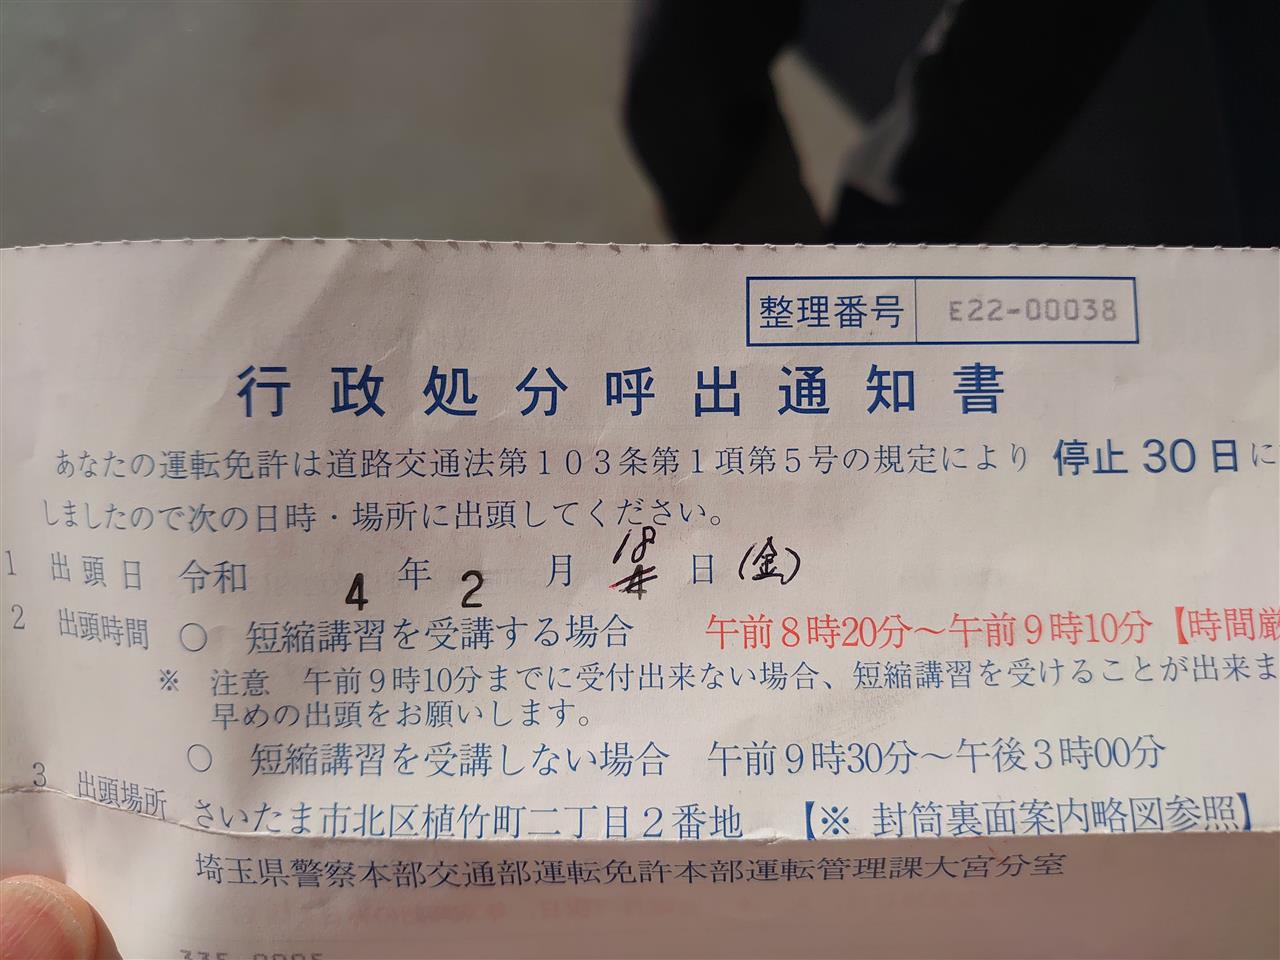 整理番号 E22-00038
行政処分呼出通知書
あなたの運転免許は道路交通法第103条第1項第5号の規定により 停止30日に
しましたので次の日時・場所に出頭してください。
1 出頭日 令和 4 年 2 月 18 4 日 (金)
2 出頭時間 ○ 短縮講習を受講する場合 午前8時20分～午前9時10分【時間厳
※ 注意 午前9時10分までに受付出来ない場合、短縮講習を受けることが出来ま
早めの出頭をお願いします。
○ 短縮講習を受講しない場合 午前9時30分～午後3時00分
3 出頭場所 さいたま市北区植竹町二丁目2番地 【※ 封筒裏面案内略図参照】
埼玉県警察本部交通部運転免許本部運転管理課大宮分室